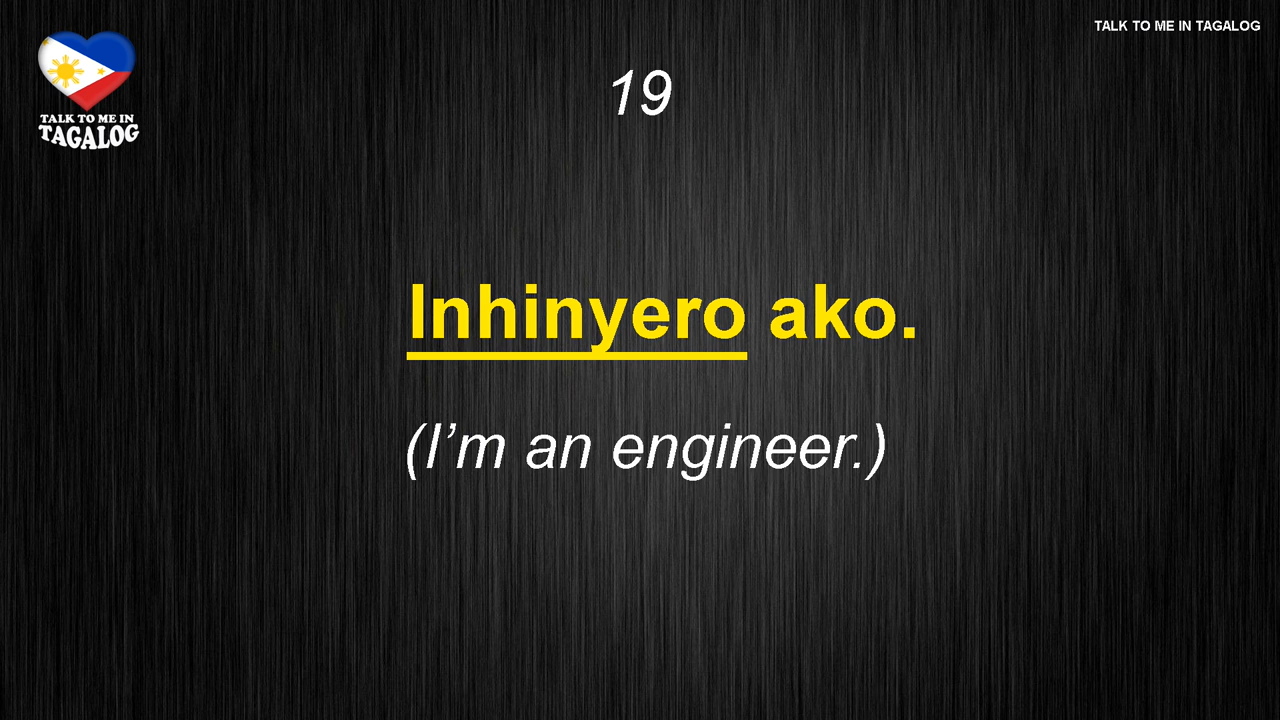 TALK TO ME IN TAGALOG
TALK TO ME IN
TAGALOG
19
Inhinyero ako.
(I’m an engineer.)